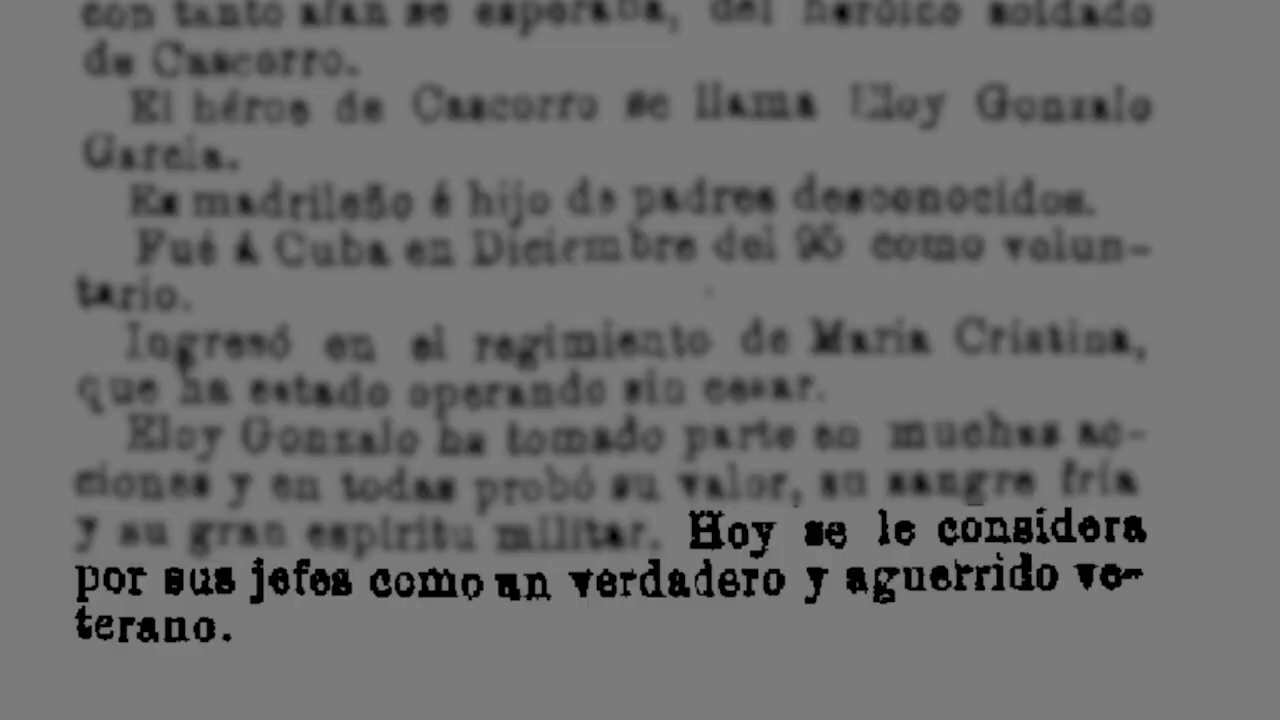 con tanto afan se esperaba, del heróico soldado
de Cascorro.
El héroe de Cascorro se llama Eloy Gonzalo
Garcia.
Es madrileño é hijo de padres desconocidos.
Fué á Cuba en Diciembre del 95 como volun-
tario.
Ingresó en el regimiento de Maria Cristina,
que ha estado operando sin cesar.
Eloy Gonzalo ha tomado parte en muchas ac-
ciones y en todas probó su valor, su sangre fría
y su gran espíritu militar. Hoy se le considera
por sus jefes como un verdadero y aguerrido ve-
terano.